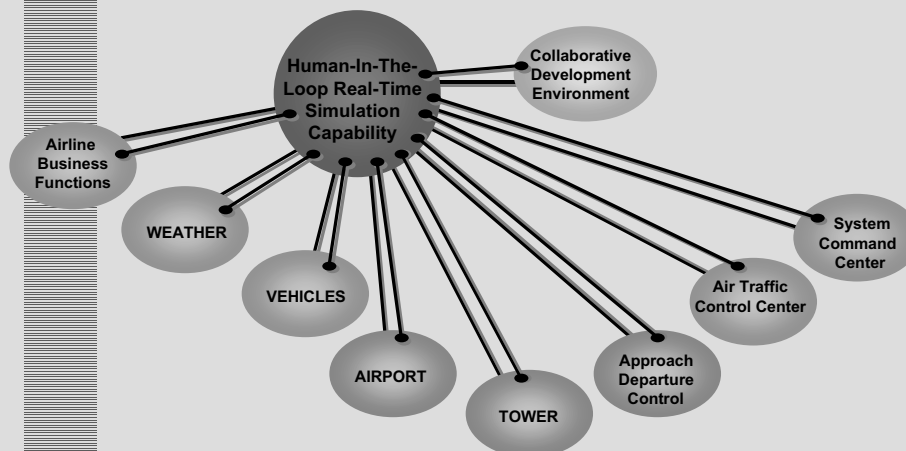 Human-In-The-
Loop Real-Time
Simulation
Capability
Collaborative
Development
Environment
Airline
Business
Functions
WEATHER
VEHICLES
AIRPORT
TOWER
Approach
Departure
Control
Air Traffic
Control Center
System
Command
Center